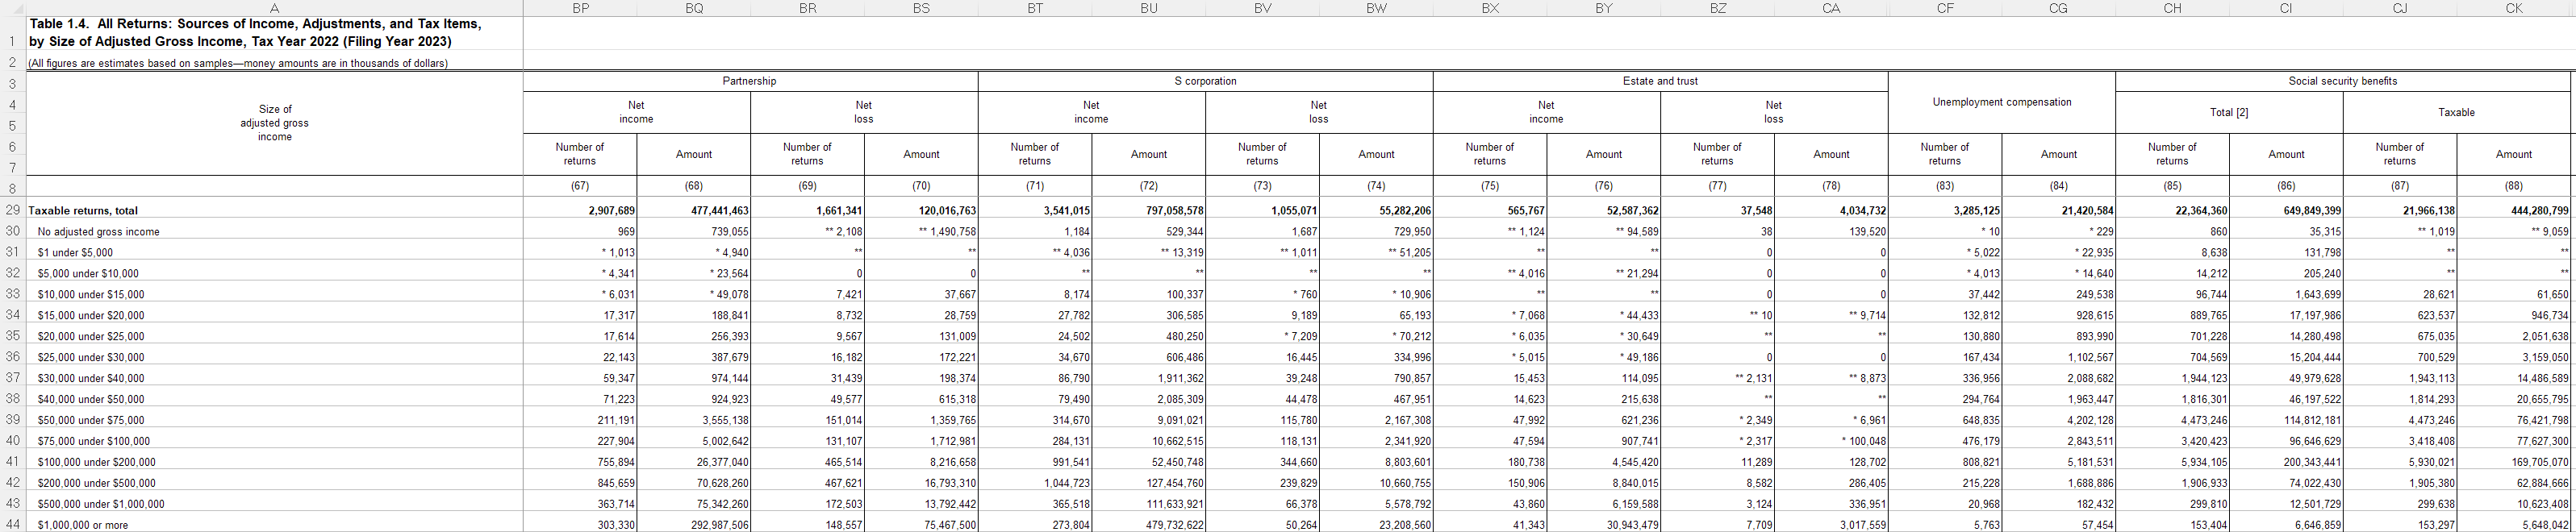 A BP BQ BR BS BT BU BV BW BX BY BZ CA CF CG CH CI CJ CK
1 Table 1.4. All Returns: Sources of Income, Adjustments, and Tax Items,
by Size of Adjusted Gross Income, Tax Year 2022 (Filing Year 2023)
2 (All figures are estimates based on samples—money amounts are in thousands of dollars)
3 Partnership S corporation Estate and trust Social security benefits
4 Size of Net Net Net Net Net Net Unemployment compensation Total [2] Taxable
5 adjusted gross income loss income loss income loss
income
6 Number of Amount Number of Amount Number of Amount Number of Amount Number of Amount Number of Amount Number of Amount Number of Amount Number of Amount
7 returns returns returns returns returns returns returns returns returns
8 (67) (68) (69) (70) (71) (72) (73) (74) (75) (76) (77) (78) (83) (84) (85) (86) (87) (88)
29 Taxable returns, total 2,907,689 477,441,463 1,661,341 120,016,763 3,541,015 797,058,578 1,055,071 55,282,206 565,767 52,587,362 37,548 4,034,732 3,285,125 21,420,584 22,364,360 649,849,399 21,966,138 444,280,799
30 No adjusted gross income 969 739,055 ** 2,108 ** 1,490,758 1,184 529,344 1,687 729,950 ** 1,124 ** 94,589 38 139,520 * 10 * 229 860 35,315 ** 1,019 ** 9,059
31 $1 under $5,000 * 1,013 * 4,940 ** ** ** 4,036 ** 13,319 ** 1,011 ** 51,205 ** ** 0 0 * 5,022 * 22,935 8,638 131,798 ** **
32 $5,000 under $10,000 * 4,341 * 23,564 0 0 ** ** ** ** ** 4,016 ** 21,294 0 0 * 4,013 * 14,640 14,212 205,240 ** **
33 $10,000 under $15,000 * 6,031 * 49,078 7,421 37,667 8,174 100,337 * 760 * 10,906 ** ** 0 0 37,442 249,538 96,744 1,643,699 28,621 61,650
34 $15,000 under $20,000 17,317 188,841 8,732 28,759 27,782 306,585 9,189 65,193 * 7,068 * 44,433 ** 10 ** 9,714 132,812 928,615 889,765 17,197,986 623,537 946,734
35 $20,000 under $25,000 17,614 256,393 9,567 131,009 24,502 480,250 * 7,209 * 70,212 * 6,035 * 30,649 ** ** 130,880 893,990 701,228 14,280,498 675,035 2,051,638
36 $25,000 under $30,000 22,143 387,679 16,182 172,221 34,670 606,486 16,445 334,996 * 5,015 * 49,186 0 0 167,434 1,102,567 704,569 15,204,444 700,529 3,159,050
37 $30,000 under $40,000 59,347 974,144 31,439 198,374 86,790 1,911,362 39,248 790,857 15,453 114,095 ** 2,131 ** 8,873 336,956 2,088,682 1,944,123 49,979,628 1,943,113 14,486,589
38 $40,000 under $50,000 71,223 924,923 49,577 615,318 79,490 2,085,309 44,478 467,951 14,623 215,638 ** ** 294,764 1,963,447 1,816,301 46,197,522 1,814,293 20,655,795
39 $50,000 under $75,000 211,191 3,555,138 151,014 1,359,765 314,670 9,091,021 115,780 2,167,308 47,992 621,236 * 2,349 * 6,961 648,835 4,202,128 4,473,246 114,812,181 4,473,246 76,421,798
40 $75,000 under $100,000 227,904 5,002,642 131,107 1,712,981 284,131 10,662,515 118,131 2,341,920 47,594 907,741 * 2,317 * 100,048 476,179 2,843,511 3,420,423 96,646,629 3,418,408 77,627,300
41 $100,000 under $200,000 755,894 26,377,040 465,514 8,216,658 991,541 52,450,748 344,660 8,803,601 180,738 4,545,420 11,289 128,702 808,821 5,181,531 5,934,105 200,343,441 5,930,021 169,705,070
42 $200,000 under $500,000 845,659 70,628,260 467,621 16,793,310 1,044,723 127,454,760 239,829 10,660,755 150,906 8,840,015 8,582 286,405 215,228 1,688,886 1,906,933 74,022,430 1,905,380 62,884,666
43 $500,000 under $1,000,000 363,714 75,342,260 172,503 13,792,442 365,518 111,633,921 66,378 5,578,792 43,860 6,159,588 3,124 336,951 20,968 182,432 299,810 12,501,729 299,638 10,623,408
44 $1,000,000 or more 303,330 292,987,506 148,557 75,467,500 273,804 479,732,622 50,264 23,208,560 41,343 30,943,479 7,709 3,017,559 5,763 57,454 153,404 6,646,859 153,297 5,648,042